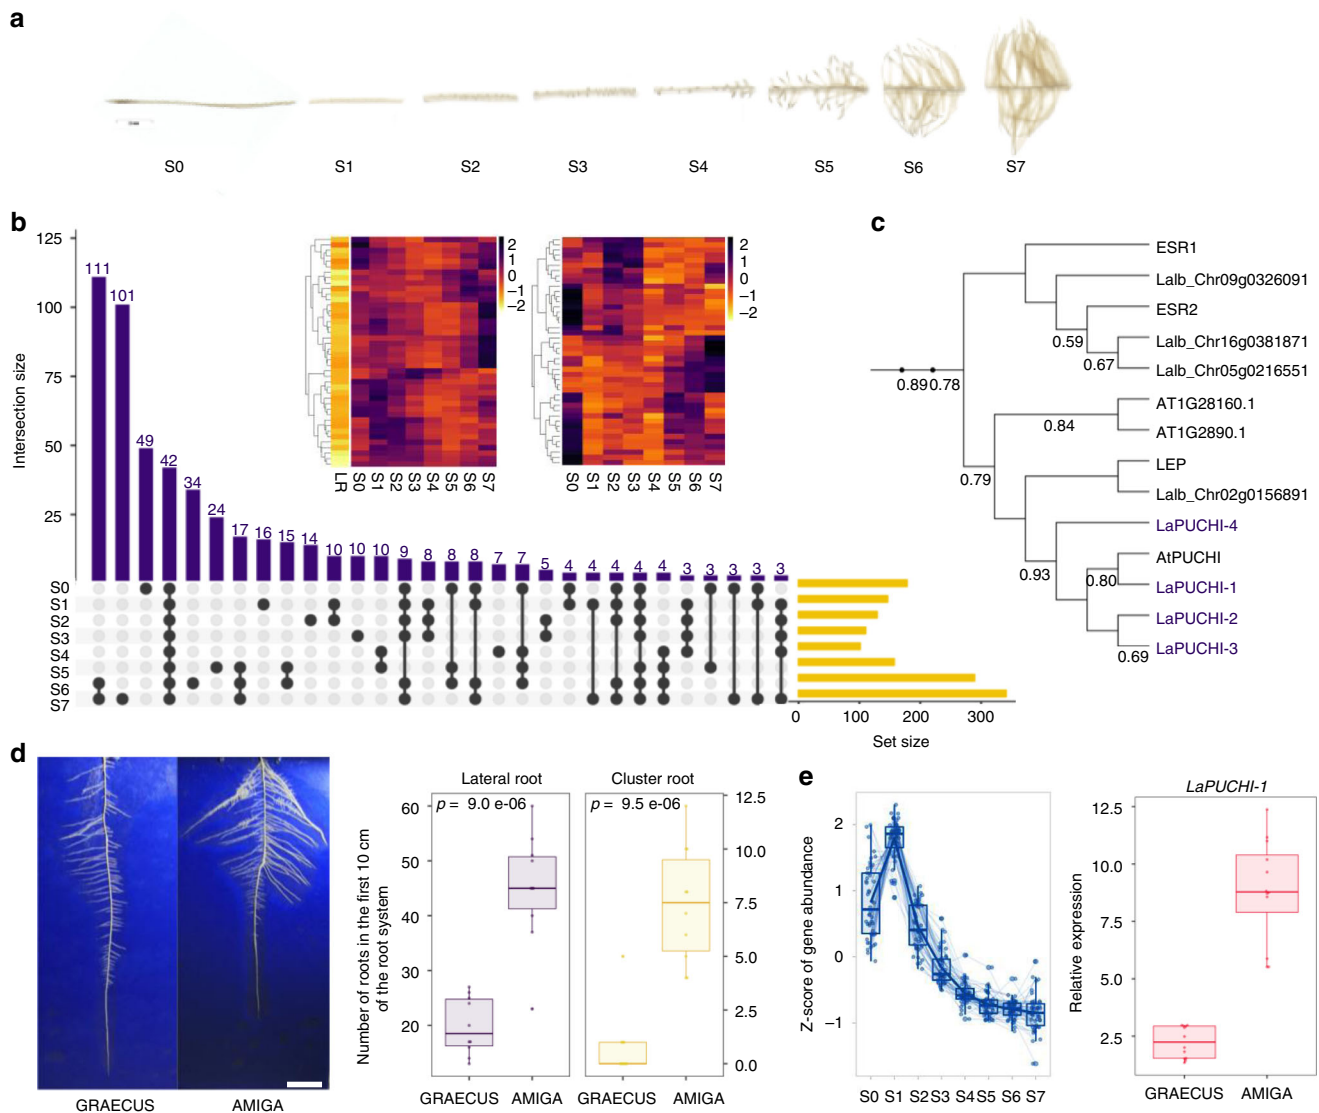 a
S0 S1 S2 S3 S4 S5 S6 S7
b
Intersection size
125
100
75
50
25
111 101 49 42 34 24 17 16 15 14 10 10 10 9 8 8 8 7 7 5 4 4 4 4 4 3 3 3 3 3
2
1
0
−1
−2
LR S0 S1 S2 S3 S4 S5 S6 S7
2
1
0
−1
−2
S0 S1 S2 S3 S4 S5 S6 S7
S0
S1
S2
S3
S4
S5
S6
S7
0 100 200 300
Set size
c
ESR1
Lalb_Chr09g0326091
ESR2
0.59
Lalb_Chr16g0381871
0.67
Lalb_Chr05g0216551
0.89 0.78
AT1G28160.1
0.84
AT1G2890.1
LEP
0.79
Lalb_Chr02g0156891
LaPUCHI-4
AtPUCHI
0.93
0.80
LaPUCHI-1
LaPUCHI-2
0.69
LaPUCHI-3
d
GRAECUS AMIGA
Number of roots in the first 10 cm
of the root system
Lateral root Cluster root
p = 9.0 e-06
p = 9.5 e-06
60
50
40
30
20
12.5
10.0
7.5
5.0
2.5
0.0
GRAECUS AMIGA GRAECUS AMIGA
e
Z-score of gene abundance
2
1
0
−1
S0 S1 S2 S3 S4 S5 S6 S7
LaPUCHI-1
Relative expression
12.5
10.0
7.5
5.0
2.5
GRAECUS AMIGA